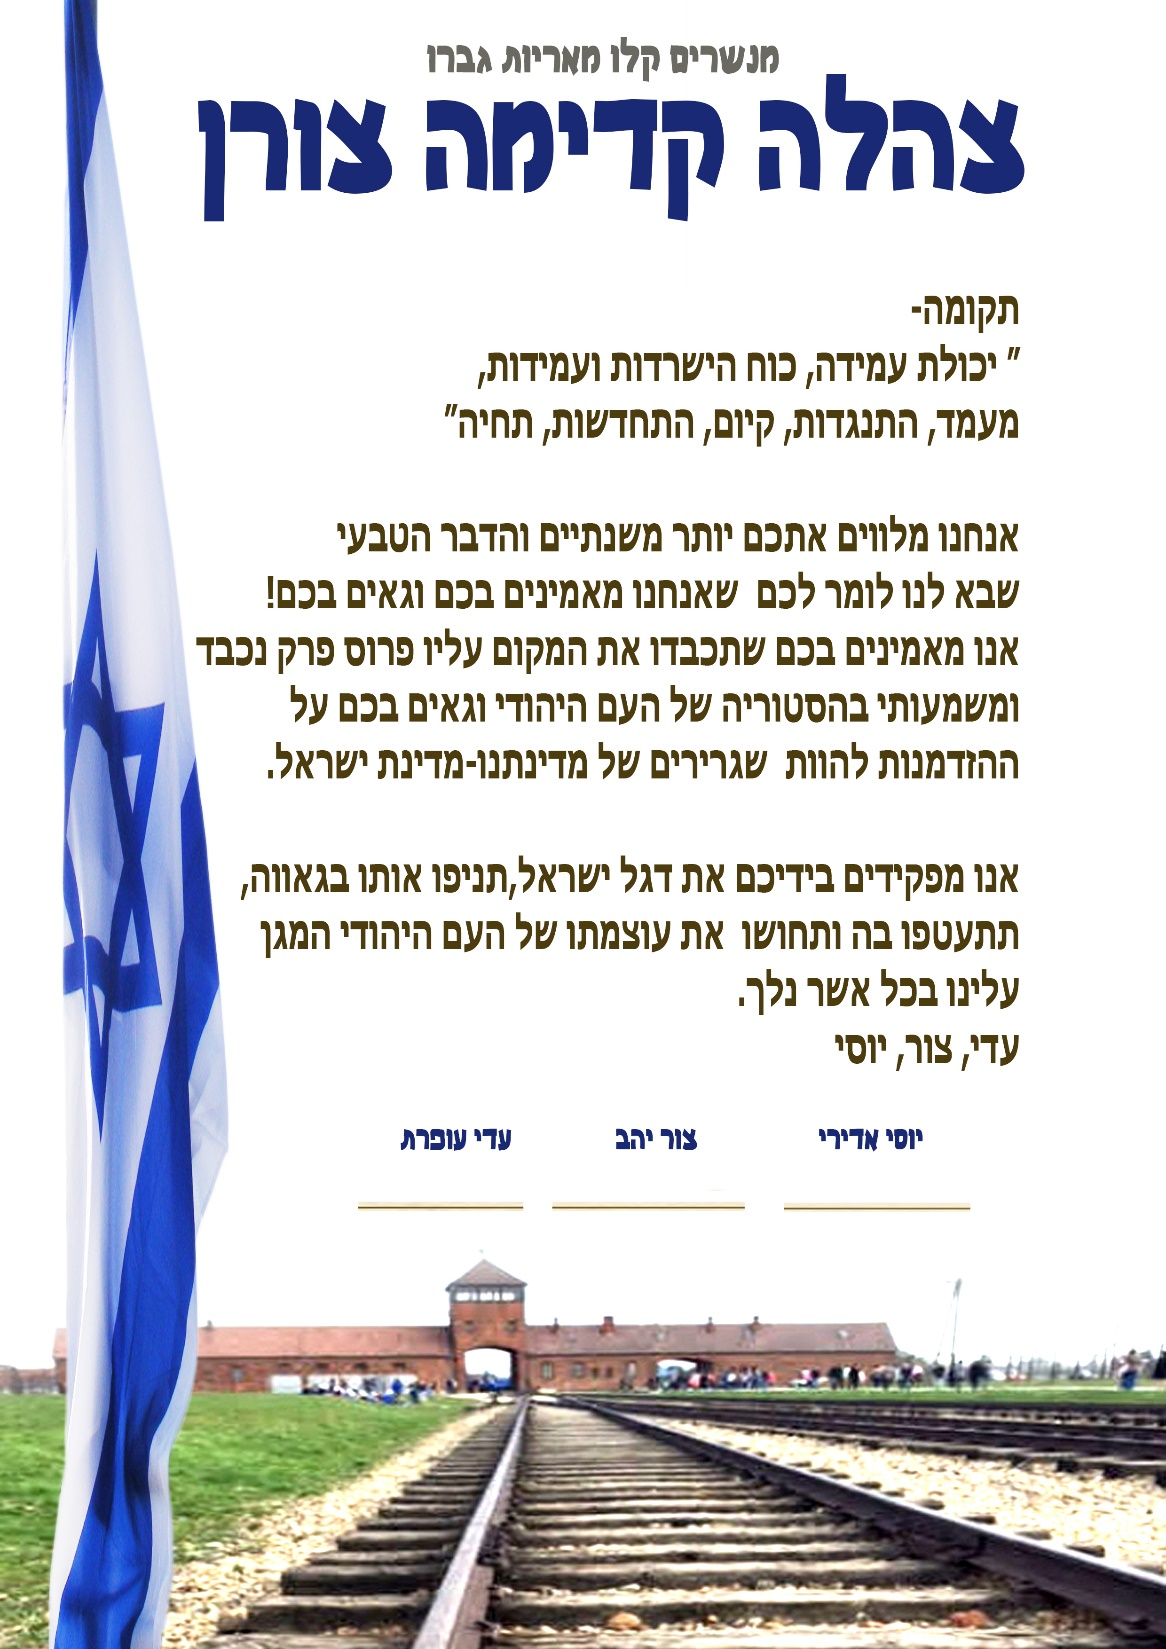 מנשרים קלו מאריות גברו
צהלה קדימה צורן
תקומה-
" יכולת עמידה, כוח הישרדות ועמידות,
מעמד, התנגדות, קיום, התחדשות, תחיה"
אנחנו מלווים אתכם יותר משנתיים והדבר הטבעי
שבא לנו לומר לכם שאנחנו מאמינים בכם וגאים בכם!
אנו מאמינים בכם שתכבדו את המקום עליו פרוס פרק נכבד
ומשמעותי בהסטוריה של העם היהודי וגאים בכם על
ההזדמנות להוות שגרירים של מדינתנו-מדינת ישראל.
אנו מפקידים בידיכם את דגל ישראל,תניפו אותו בגאווה,
תתעטפו בה ותחושו את עוצמתו של העם היהודי המגן
עלינו בכל אשר נלך.
עדי, צור, יוסי
יוסי אדירי צור יהב עדי עופרת